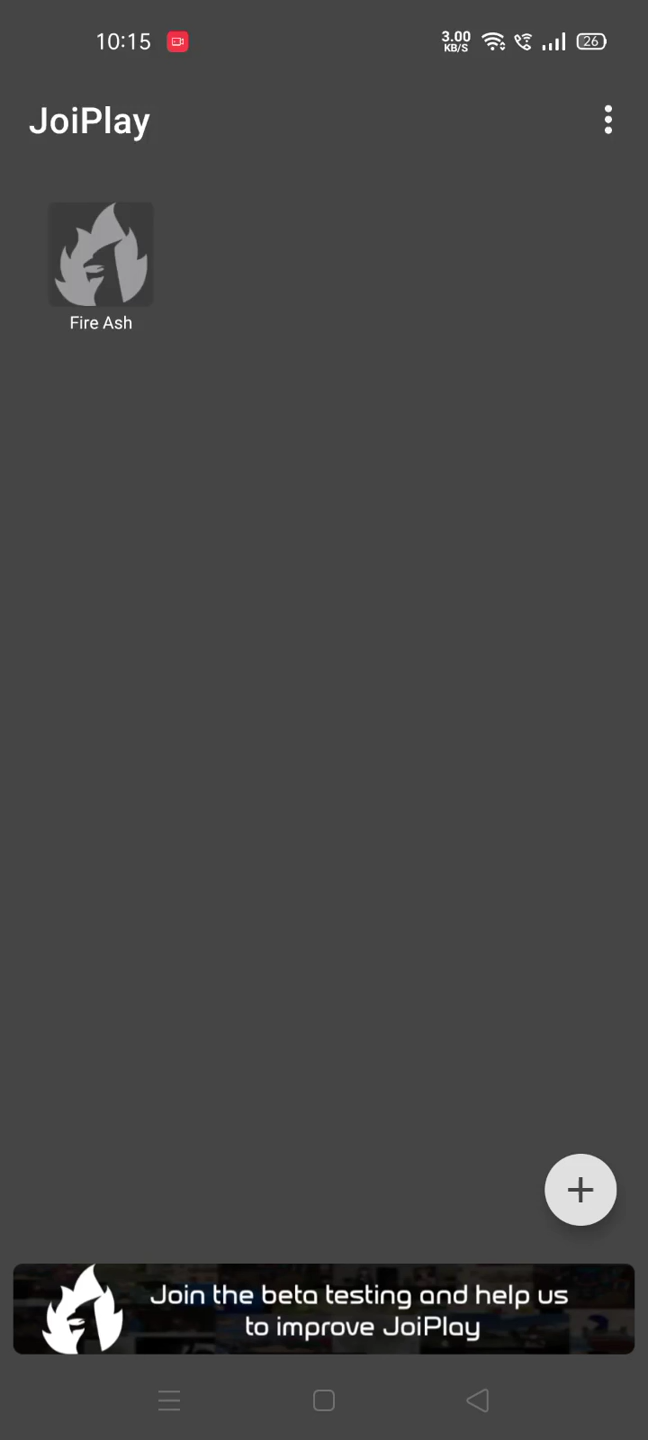 10:15
3.00
KB/S
26
JoiPlay
Fire Ash
Join the beta testing and help us
to improve JoiPlay